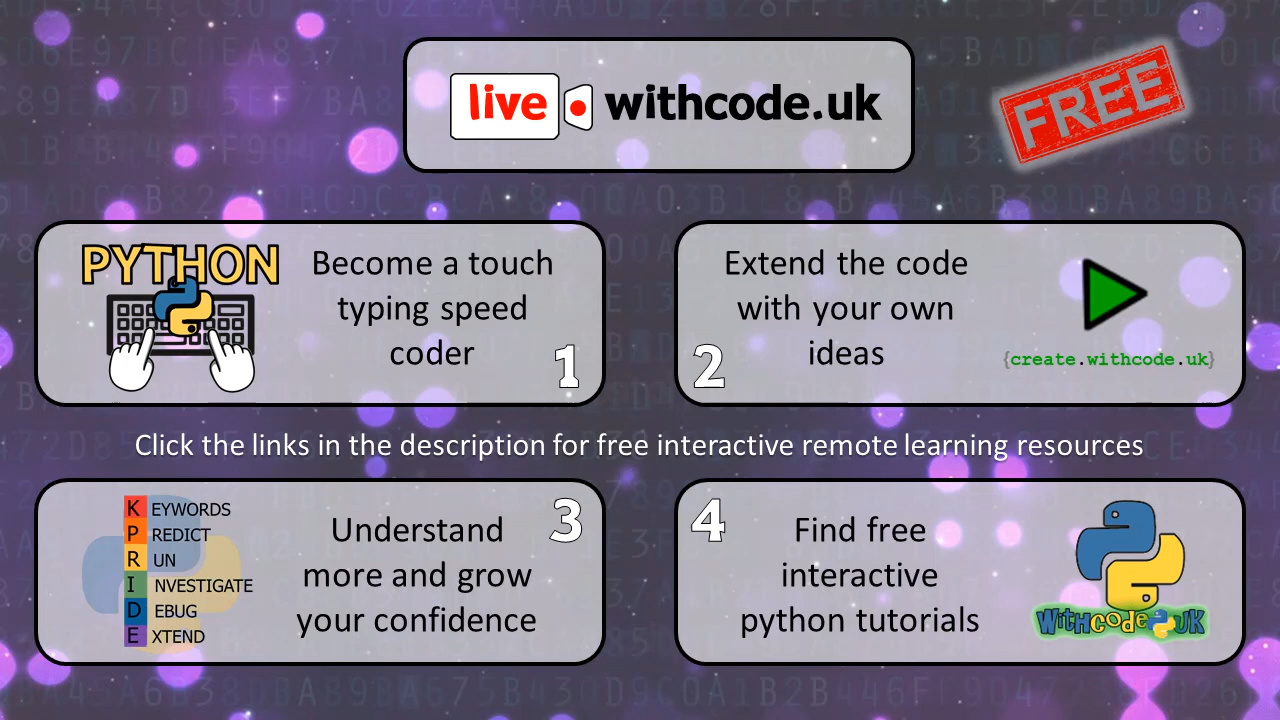 live withcode.uk
FREE
PYTHON
Become a touch
typing speed
coder
1
Extend the code
with your own
ideas
2
{create.withcode.uk}
Click the links in the description for free interactive remote learning resources
KEYWORDS
PREDICT
RUN
INVESTIGATE
DEBUG
EXTEND
Understand
more and grow
your confidence
3
4
Find free
interactive
python tutorials
WithcodeUK